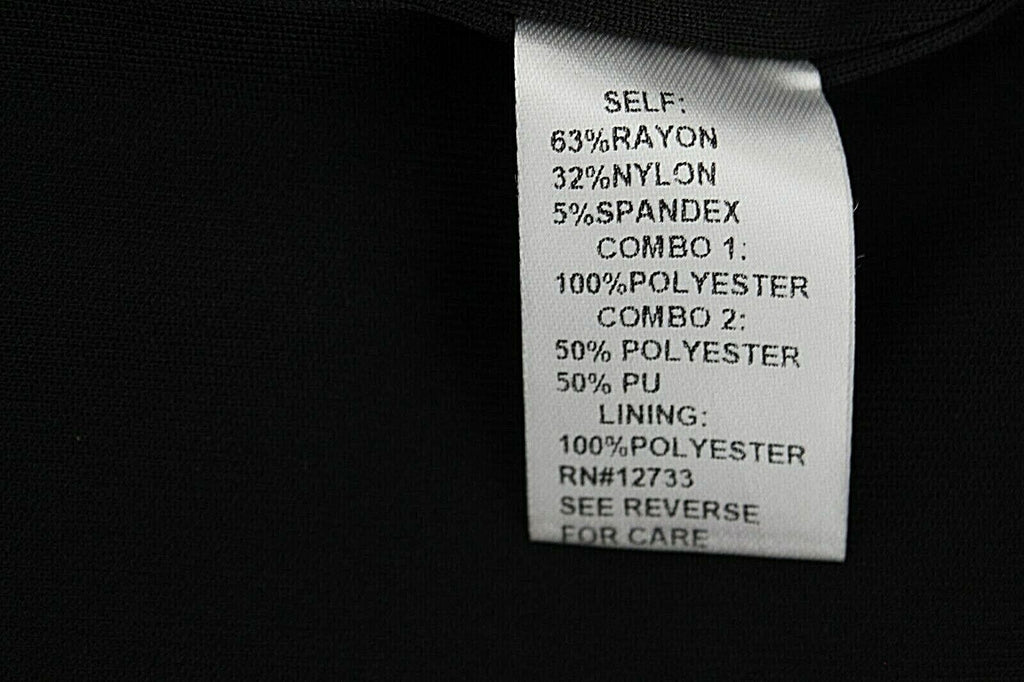 SELF:
63%RAYON
32%NYLON
5%SPANDEX
COMBO 1:
100%POLYESTER
COMBO 2:
50% POLYESTER
50% PU
LINING:
100%POLYESTER
RN#12733
SEE REVERSE
FOR CARE